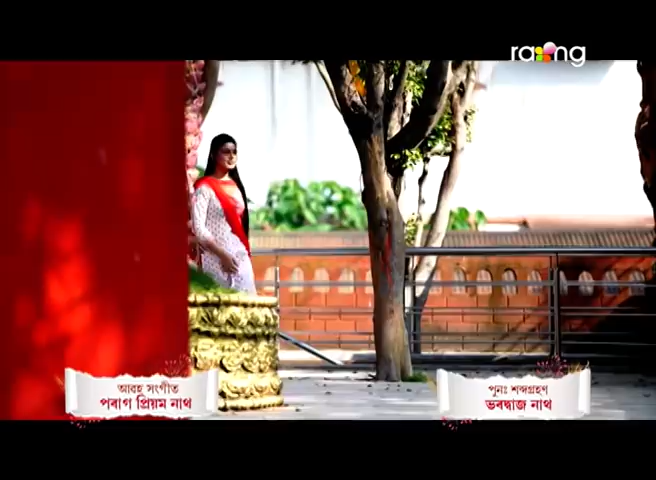 rang
আবহ সংগীত
পৰাগ প্ৰিয়ম নাথ
পুনঃ শব্দগ্ৰহণ
ভৰদ্বাজ নাথ